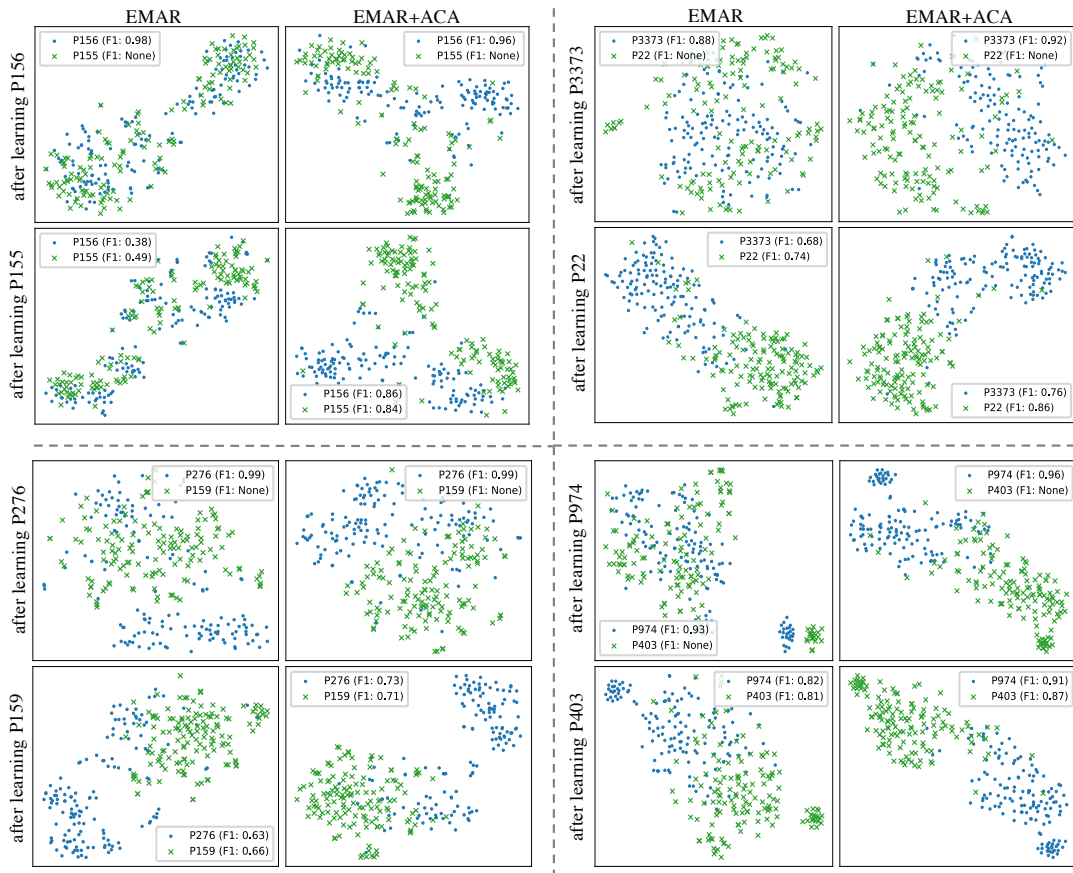 EMAR
EMAR+ACA
EMAR
EMAR+ACA
after learning P156
P156 (F1: 0.98)
P155 (F1: None)
P156 (F1: 0.96)
P155 (F1: None)
after learning P3373
P3373 (F1: 0.88)
P22 (F1: None)
P3373 (F1: 0.92)
P22 (F1: None)
after learning P155
P156 (F1: 0.38)
P155 (F1: 0.49)
P156 (F1: 0.86)
P155 (F1: 0.84)
after learning P22
P3373 (F1: 0.68)
P22 (F1: 0.74)
P3373 (F1: 0.76)
P22 (F1: 0.86)
after learning P276
P276 (F1: 0.99)
P159 (F1: None)
P276 (F1: 0.99)
P159 (F1: None)
after learning P974
P974 (F1: 0.93)
P403 (F1: None)
P974 (F1: 0.96)
P403 (F1: None)
after learning P159
P276 (F1: 0.63)
P159 (F1: 0.66)
P276 (F1: 0.73)
P159 (F1: 0.71)
after learning P403
P974 (F1: 0.82)
P403 (F1: 0.81)
P974 (F1: 0.91)
P403 (F1: 0.87)